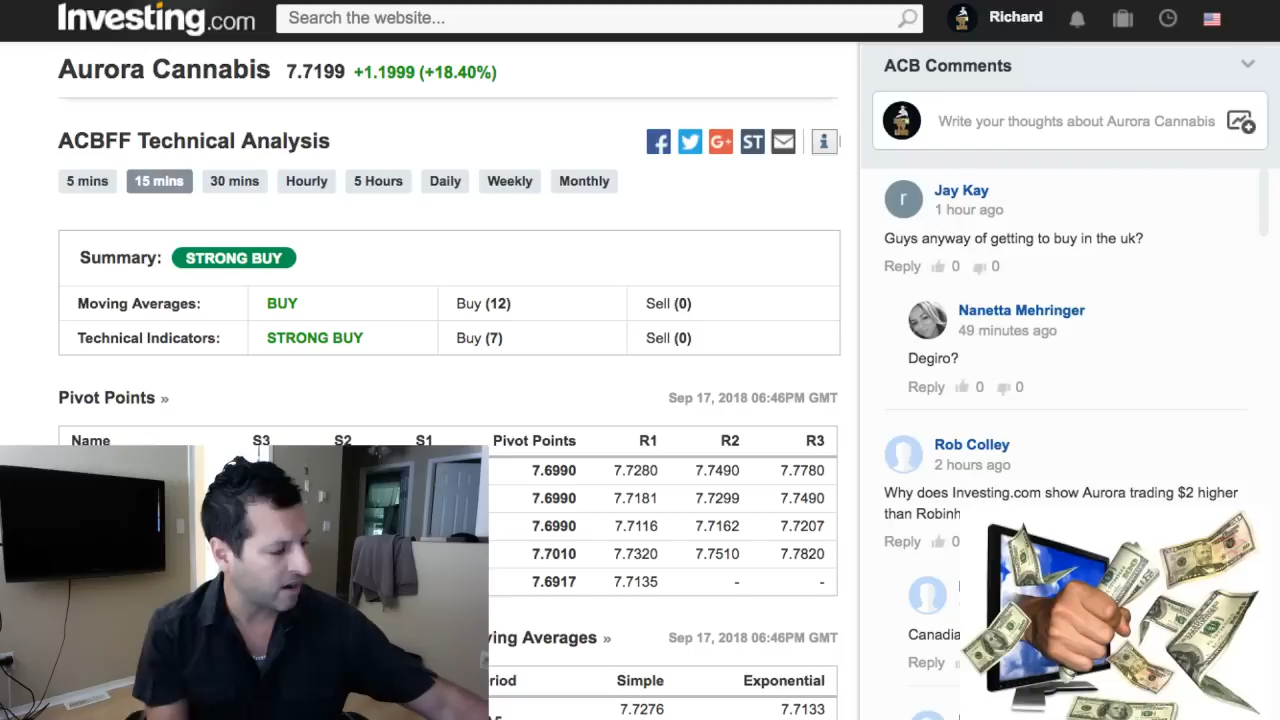 Investing.com
Search the website...
Richard
Aurora Cannabis 7.7199 +1.1999 (+18.40%)
ACBFF Technical Analysis
ST
5 mins 15 mins 30 mins Hourly 5 Hours Daily Weekly Monthly
Summary: STRONG BUY
Moving Averages: BUY Buy (12) Sell (0)
Technical Indicators: STRONG BUY Buy (7) Sell (0)
Pivot Points » Sep 17, 2018 06:46PM GMT
Name S3 S2 S1 Pivot Points R1 R2 R3
7.6990 7.7280 7.7490 7.7780
7.6990 7.7181 7.7299 7.7490
7.6990 7.7116 7.7162 7.7207
7.7010 7.7320 7.7510 7.7820
7.6917 7.7135 - -
ving Averages » Sep 17, 2018 06:46PM GMT
riod Simple Exponential
7.7276 7.7133
ACB Comments
Write your thoughts about Aurora Cannabis
r
Jay Kay
1 hour ago
Guys anyway of getting to buy in the uk?
Reply 0 0
Nanetta Mehringer
49 minutes ago
Degiro?
Reply 0 0
Rob Colley
2 hours ago
Why does Investing.com show Aurora trading $2 higher
than Robinh
Reply 0
Canadia
Reply